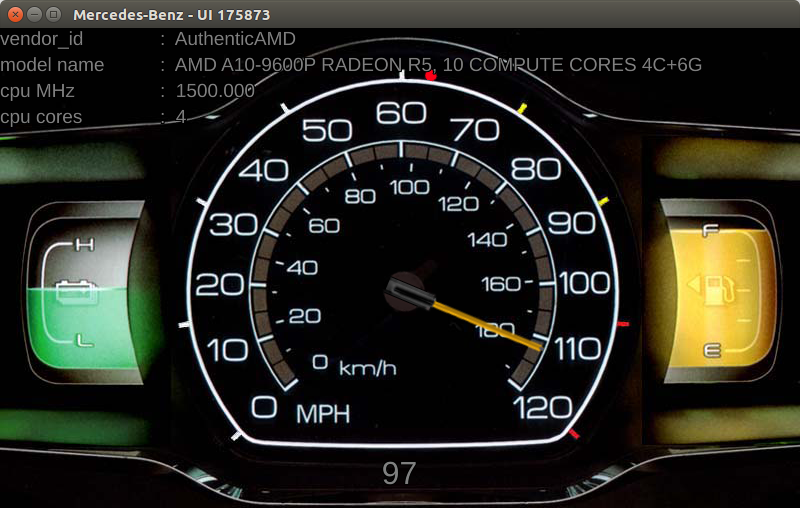 Mercedes-Benz - UI 175873
vendor_id : AuthenticAMD
model name : AMD A10-9600P RADEON R5, 10 COMPUTE CORES 4C+6G
cpu MHz : 1500.000
cpu cores : 4
0
10
20
30
40
50
60
70
80
90
100
110
120
MPH
0
20
40
60
80
100
120
140
160
180
km/h
H
L
F
E
97